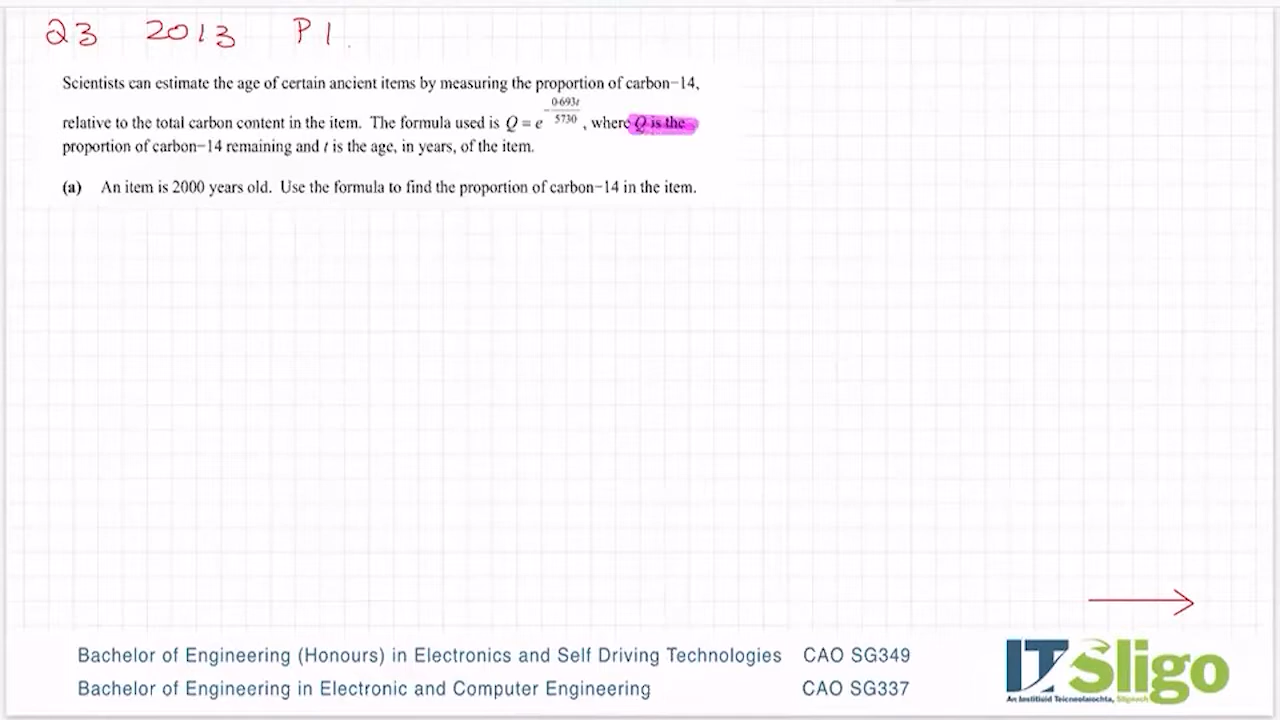 Q3 2013 P1.
Scientists can estimate the age of certain ancient items by measuring the proportion of carbon−14,
relative to the total carbon content in the item. The formula used is Q = e^(−0·693t/5730), where Q is the
proportion of carbon−14 remaining and t is the age, in years, of the item.
(a) An item is 2000 years old. Use the formula to find the proportion of carbon−14 in the item.
Bachelor of Engineering (Honours) in Electronics and Self Driving Technologies CAO SG349
Bachelor of Engineering in Electronic and Computer Engineering CAO SG337
IT Sligo
An Institiúid Teicneolaíochta, Sligeach